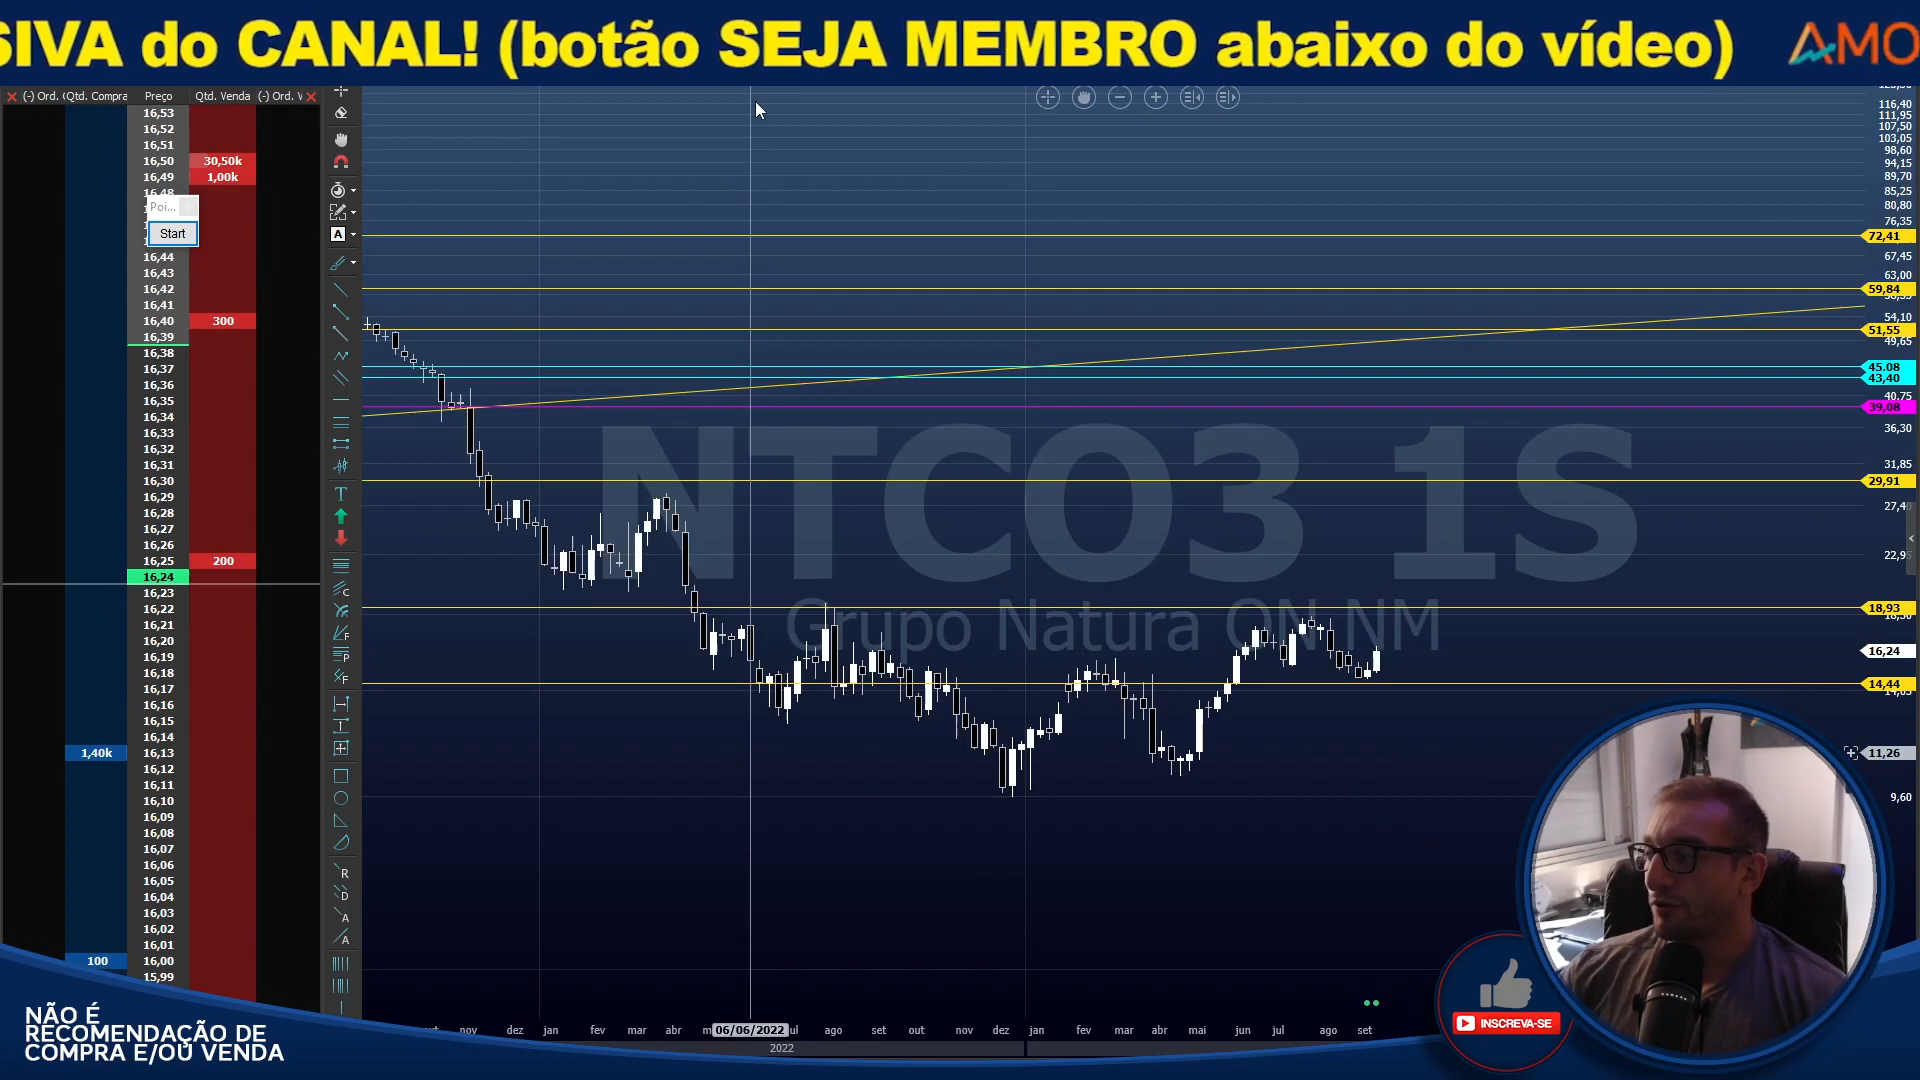 SIVA do CANAL! (botão SEJA MEMBRO abaixo do vídeo)
AMO
(-) Ord. (
Qtd. Compra
Preço
Qtd. Venda
(-) Ord. V
16,53
16,52
16,51
16,50
30,50k
16,49
1,00k
16,48
Poi...
Start
16,44
16,43
16,42
16,41
16,40
300
16,39
16,38
16,37
16,36
16,35
16,34
16,33
16,32
16,31
16,30
16,29
16,28
16,27
16,26
16,25
200
16,24
16,23
16,22
16,21
16,20
16,19
16,18
16,17
16,16
16,15
16,14
1,40k
16,13
16,12
16,11
16,10
16,09
16,08
16,07
16,06
16,05
16,04
16,03
16,02
16,01
100
16,00
15,99
NTCO3 1S
Grupo Natura ON NM
116,40
111,95
107,50
103,05
98,60
94,15
89,70
85,25
80,80
76,35
72,41
67,45
63,00
59,84
54,10
51,55
49,65
45,08
43,40
40,75
39,08
36,30
31,85
29,91
27,4
22,95
18,93
16,24
14,44
11,26
9,60
nov
dez
jan
fev
mar
abr
06/06/2022
jul
ago
set
out
nov
dez
jan
fev
mar
abr
mai
jun
jul
ago
set
2022
NÃO É
RECOMENDAÇÃO DE
COMPRA E/OU VENDA
INSCREVA-SE